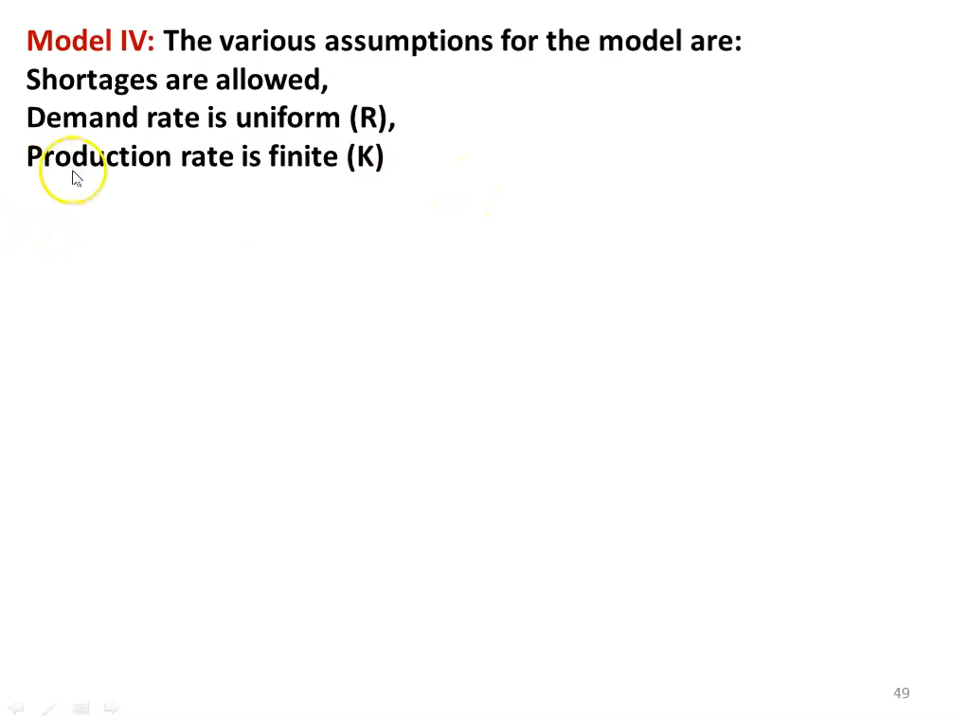 Model IV: The various assumptions for the model are:
Shortages are allowed,
Demand rate is uniform (R),
Production rate is finite (K)
49